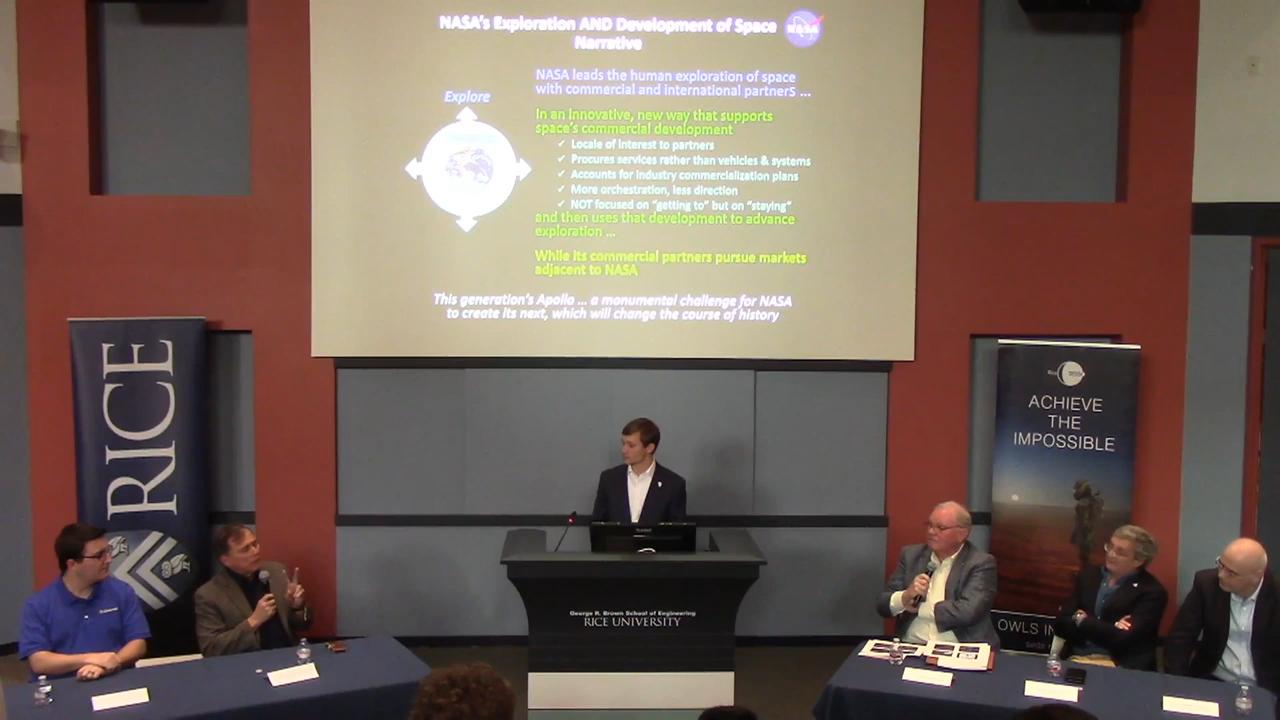 NASA's Exploration AND Development of Space
Narrative
NASA
NASA leads the human exploration of space
with commercial and international partnerS ...
Explore
In an innovative, new way that supports
space's commercial development
✓ Locale of interest to partners
✓ Procures services rather than vehicles & systems
✓ Accounts for industry commercialization plans
✓ More orchestration, less direction
✓ NOT focused on "getting to" but on "staying"
and then uses that development to advance
exploration ...
While its commercial partners pursue markets
adjacent to NASA
This generation's Apollo ... a monumental challenge for NASA
to create its next, which will change the course of history
RICE
ACHIEVE
THE
IMPOSSIBLE
OWLS IN
George R. Brown School of Engineering
RICE UNIVERSITY